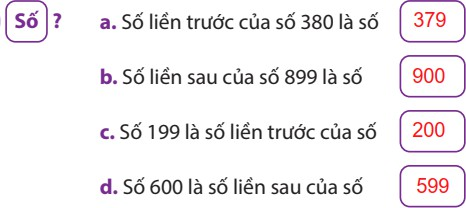 Số ? a. Số liền trước của số 380 là số 379
b. Số liền sau của số 899 là số 900
c. Số 199 là số liền trước của số 200
d. Số 600 là số liền sau của số 599